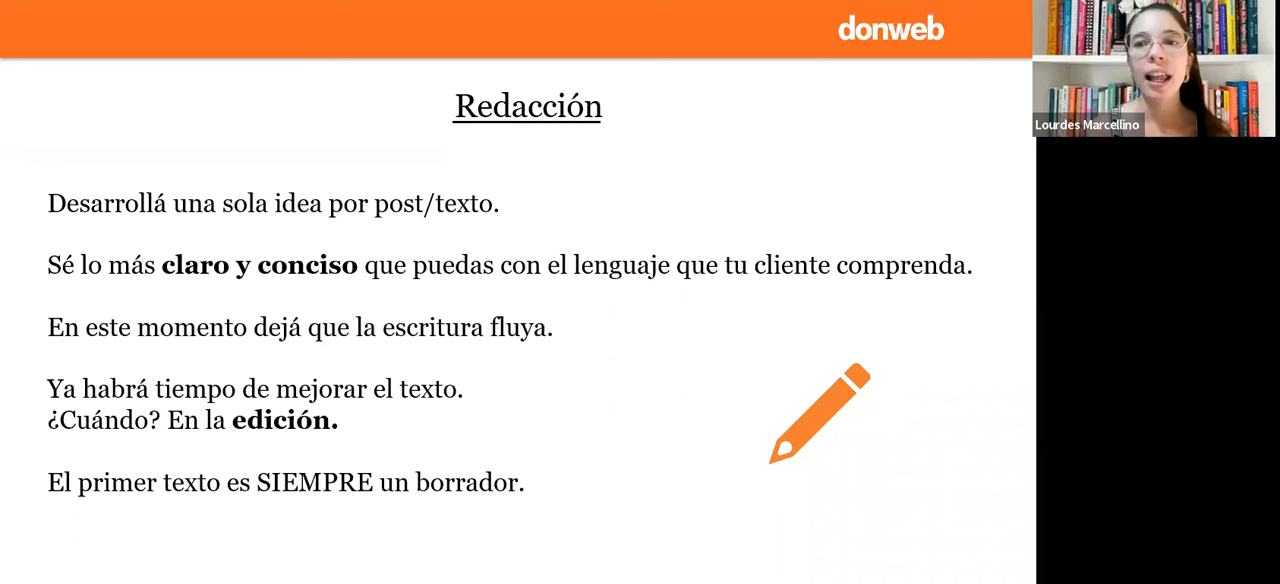 donweb
Lourdes Marcellino
Redacción
Desarrollá una sola idea por post/texto.
Sé lo más claro y conciso que puedas con el lenguaje que tu cliente comprenda.
En este momento dejá que la escritura fluya.
Ya habrá tiempo de mejorar el texto.
¿Cuándo? En la edición.
El primer texto es SIEMPRE un borrador.